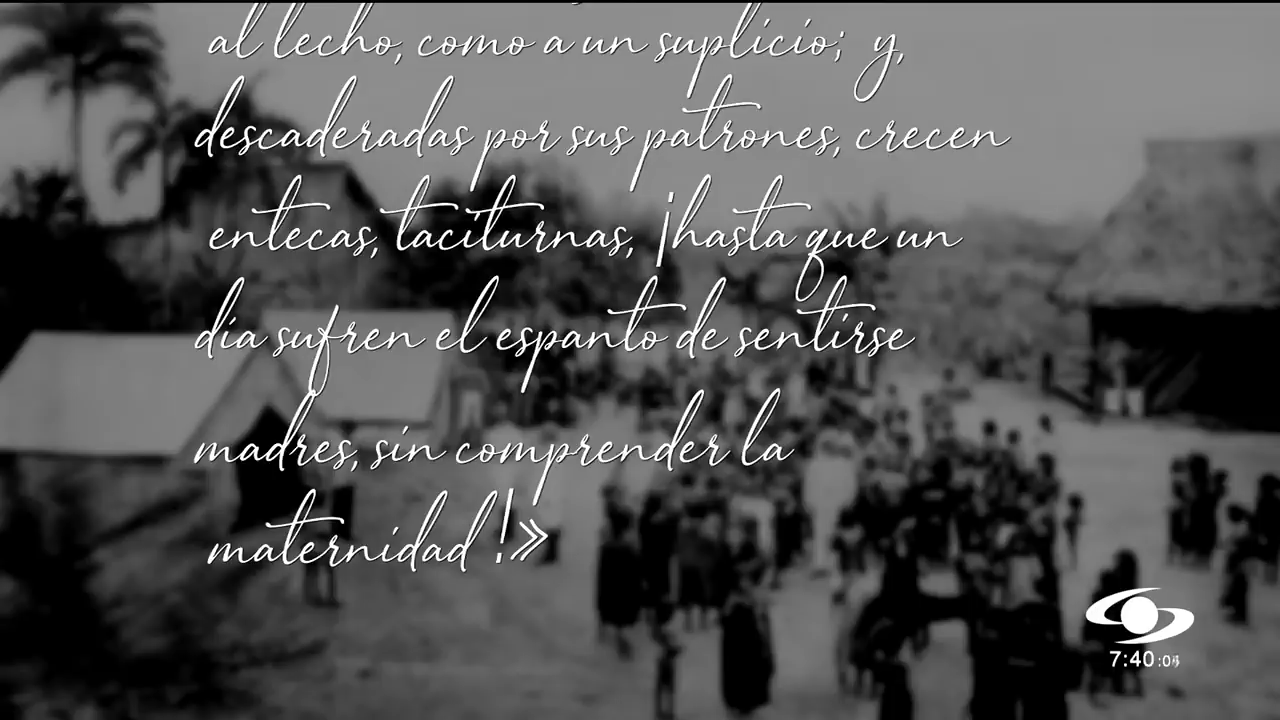 al lecho, como a un suplicio; y,
descaderadas por sus patrones, crecen
entecas, taciturnas, ¡hasta que un
día sufren el espanto de sentirse
madres, sin comprender la
maternidad!»
7:40